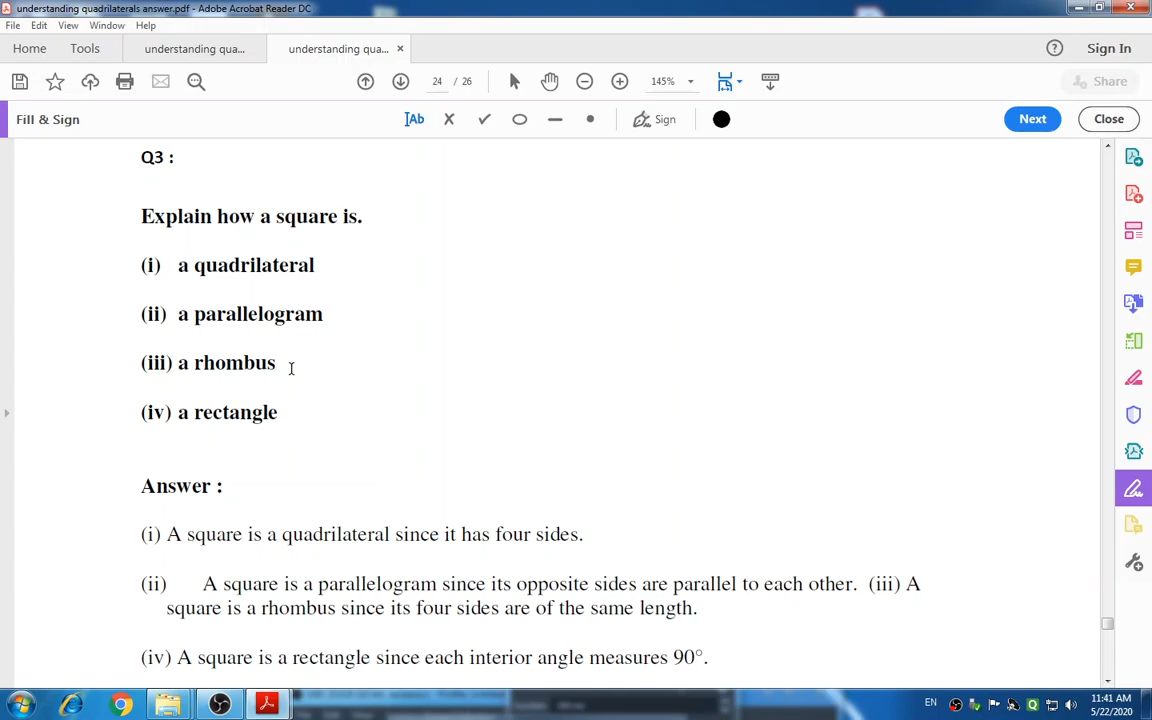 understanding quadrilaterals answer.pdf - Adobe Acrobat Reader DC
File Edit View Window Help
Home Tools understanding qua... understanding qua... × Sign In
24 / 26 145% Share
Fill & Sign Ab Sign Next Close
Q3 :
Explain how a square is.
(i) a quadrilateral
(ii) a parallelogram
(iii) a rhombus
(iv) a rectangle
Answer :
(i) A square is a quadrilateral since it has four sides.
(ii) A square is a parallelogram since its opposite sides are parallel to each other. (iii) A
square is a rhombus since its four sides are of the same length.
(iv) A square is a rectangle since each interior angle measures 90°.
EN 11:41 AM
5/22/2020